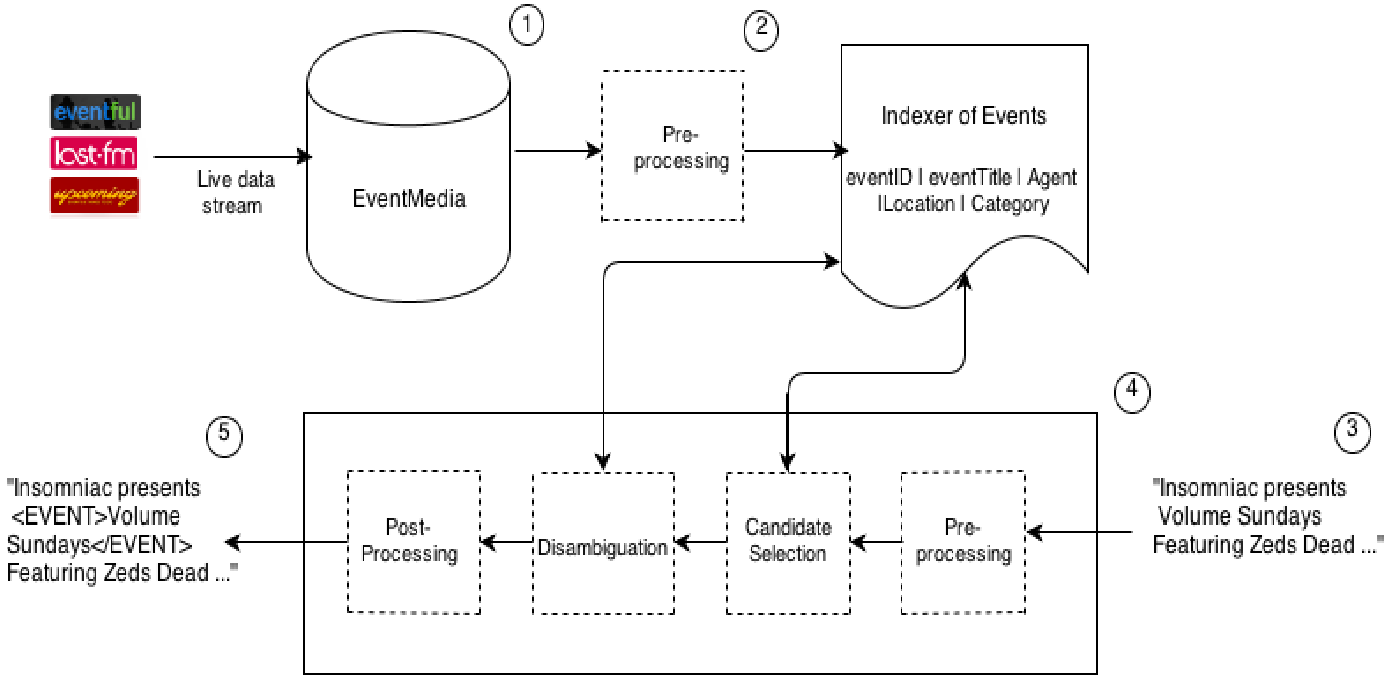 1
2
eventful
lost·fm
upcoming
Live data
stream
EventMedia
Pre-
processing
Indexer of Events
eventID | eventTitle | Agent
|Location | Category
3
4
5
"Insomniac presents
<EVENT>Volume
Sundays</EVENT>
Featuring Zeds Dead ..."
Post-
Processing
Disambiguation
Candidate
Selection
Pre-
processing
"Insomniac presents
Volume Sundays
Featuring Zeds Dead ..."